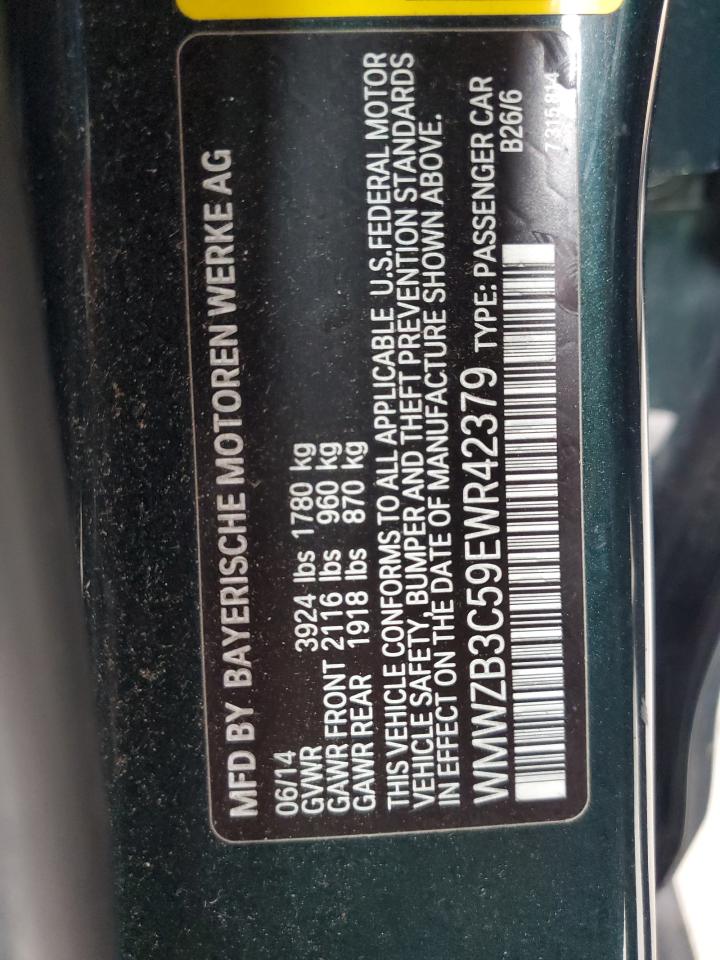 MFD BY BAYERISCHE MOTOREN WERKE AG
06/14
GVWR 3924 lbs 1780 kg
GAWR FRONT 2116 lbs 960 kg
GAWR REAR 1918 lbs 870 kg
THIS VEHICLE CONFORMS TO ALL APPLICABLE U.S.FEDERAL MOTOR
VEHICLE SAFETY, BUMPER AND THEFT PREVENTION STANDARDS
IN EFFECT ON THE DATE OF MANUFACTURE SHOWN ABOVE.
WMWZB3C59EWR42379 TYPE: PASSENGER CAR
B26/6
7315814